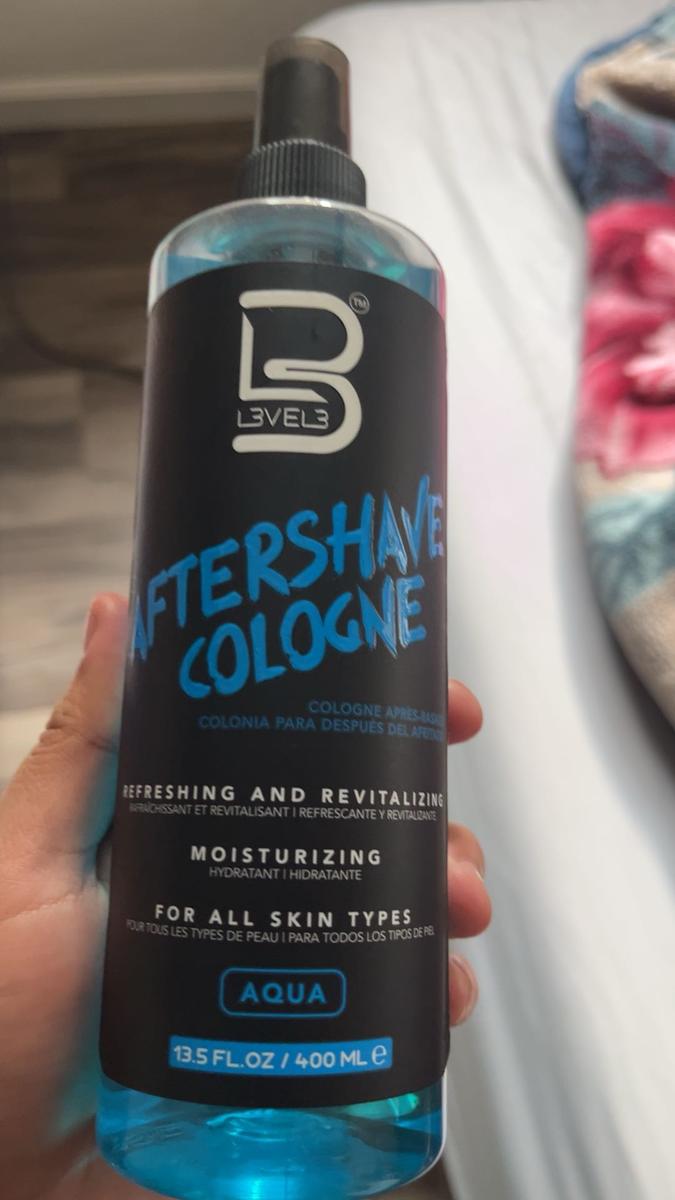 TM
L3VEL3
AFTERSHAVE
COLOGNE
COLOGNE APRÈS-RASAGE
COLONIA PARA DESPUÉS DEL AFEITADO
REFRESHING AND REVITALIZING
RAFRAÎCHISSANT ET REVITALISANT | REFRESCANTE Y REVITALIZANTE
MOISTURIZING
HYDRATANT | HIDRATANTE
FOR ALL SKIN TYPES
POUR TOUS LES TYPES DE PEAU | PARA TODOS LOS TIPOS DE PIEL
AQUA
13.5 FL.OZ / 400 ML ℮